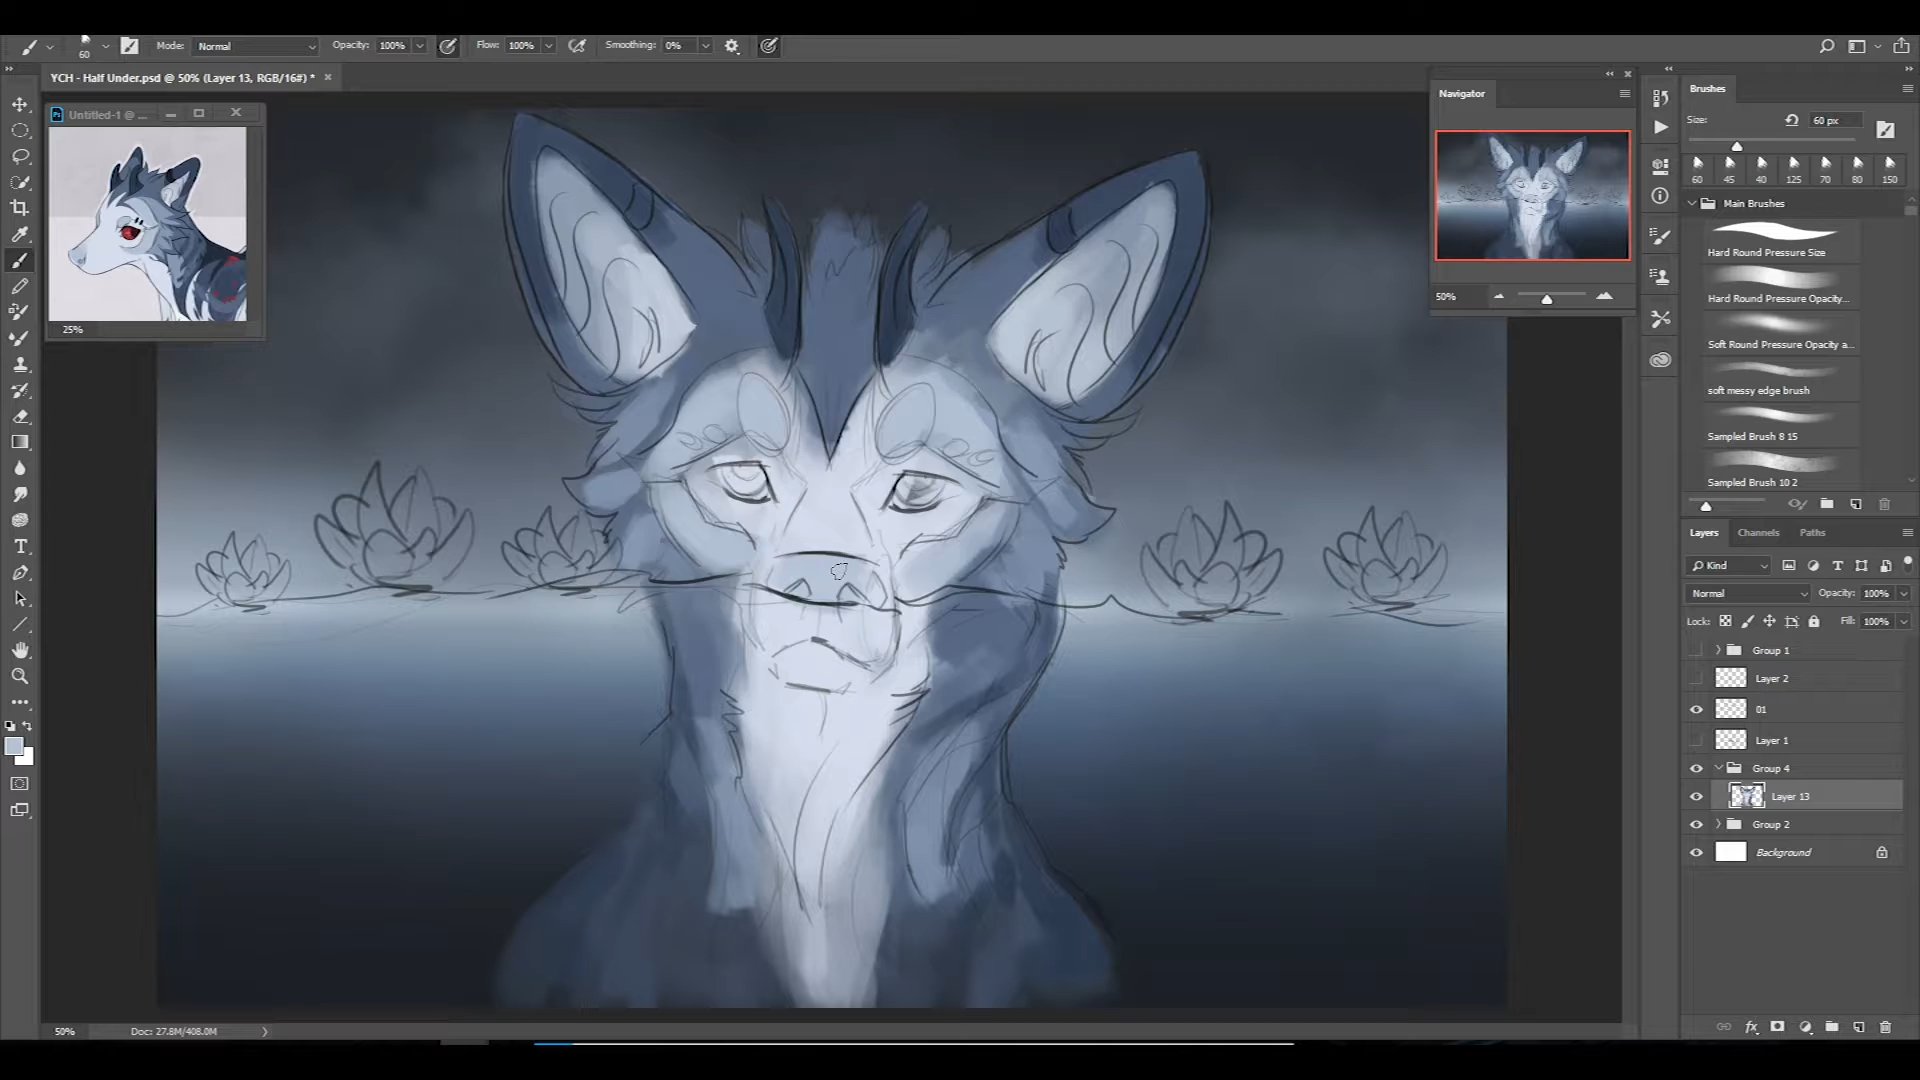 60
Mode: Normal
Opacity: 100%
Flow: 100%
Smoothing: 0%
YCH - Half Under.psd @ 50% (Layer 13, RGB/16#) *
Untitled-1 @ ...
25%
Navigator
50%
Brushes
Size: 60 px
60 45 40 125 70 80 150
Main Brushes
Hard Round Pressure Size
Hard Round Pressure Opacity...
Soft Round Pressure Opacity a...
soft messy edge brush
Sampled Brush 8 15
Sampled Brush 10 2
Layers Channels Paths
Kind
Normal Opacity: 100%
Lock: Fill: 100%
Group 1
Layer 2
01
Layer 1
Group 4
Layer 13
Group 2
Background
50% Doc: 27.8M/408.0M